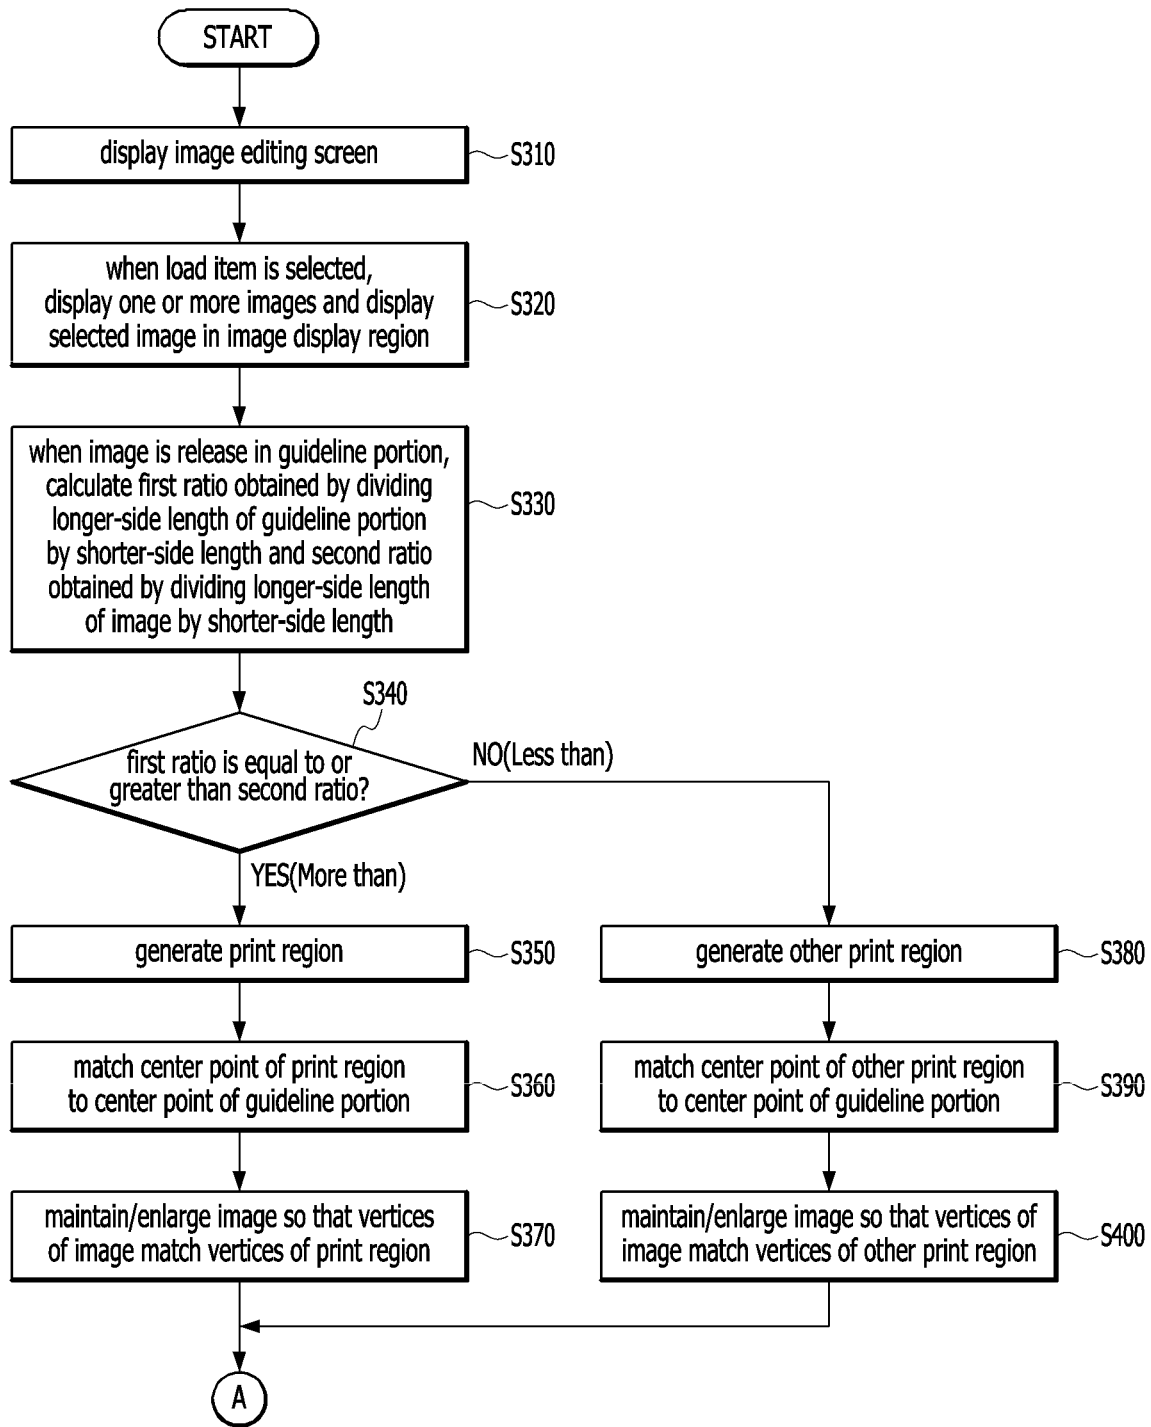 START
display image editing screen
S310
when load item is selected,
display one or more images and display
selected image in image display region
S320
when image is release in guideline portion,
calculate first ratio obtained by dividing
longer-side length of guideline portion
by shorter-side length and second ratio
obtained by dividing longer-side length
of image by shorter-side length
S330
S340
first ratio is equal to or
greater than second ratio?
NO(Less than)
YES(More than)
generate print region
S350
match center point of print region
to center point of guideline portion
S360
maintain/enlarge image so that vertices
of image match vertices of print region
S370
generate other print region
S380
match center point of other print region
to center point of guideline portion
S390
maintain/enlarge image so that vertices of
image match vertices of other print region
S400
A